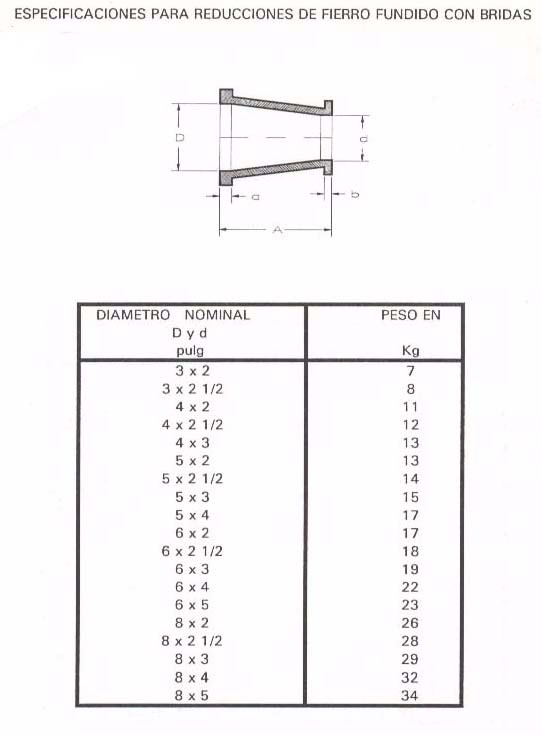 ESPECIFICACIONES PARA REDUCCIONES DE FIERRO FUNDIDO CON BRIDAS
D
d
a
b
A
DIAMETRO NOMINAL PESO EN
D y d
pulg Kg
3 x 2 7
3 x 2 1/2 8
4 x 2 11
4 x 2 1/2 12
4 x 3 13
5 x 2 13
5 x 2 1/2 14
5 x 3 15
5 x 4 17
6 x 2 17
6 x 2 1/2 18
6 x 3 19
6 x 4 22
6 x 5 23
8 x 2 26
8 x 2 1/2 28
8 x 3 29
8 x 4 32
8 x 5 34